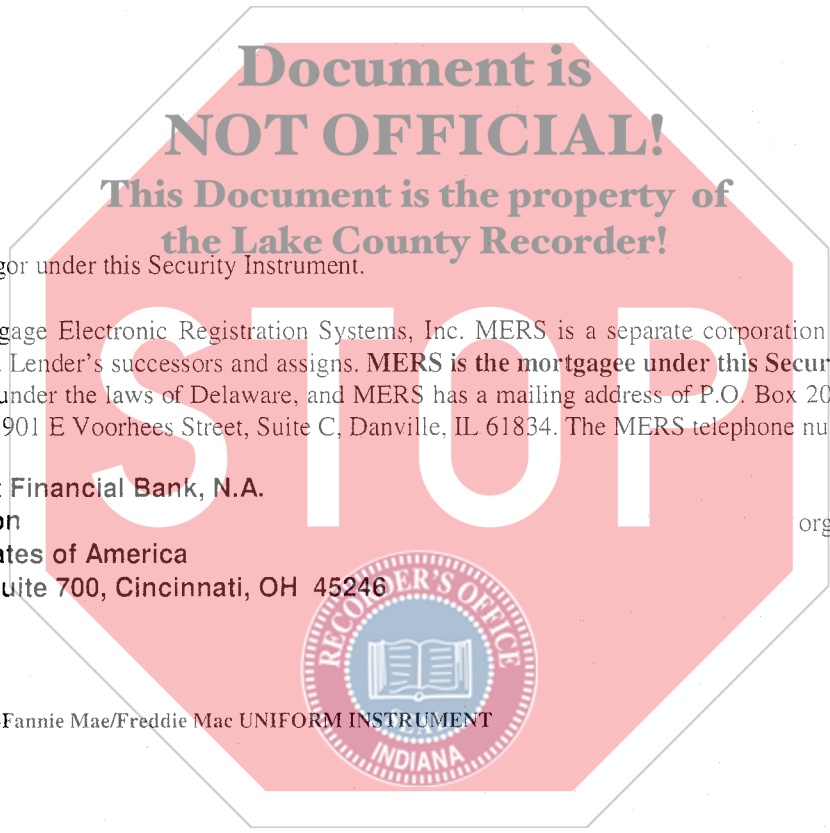 Document is
NOT OFFICIAL!
This Document is the property of
the Lake County Recorder!
gor under this Security Instrument.
gage Electronic Registration Systems, Inc. MERS is a separate corporation
Lender's successors and assigns. MERS is the mortgagee under this Secur
under the laws of Delaware, and MERS has a mailing address of P.O. Box 20
901 E Voorhees Street, Suite C, Danville, IL 61834. The MERS telephone nu
STOP
t Financial Bank, N.A.
on
org
ates of America
uite 700, Cincinnati, OH 45246
RECORDER'S OFFICE
SEAL
INDIANA
Fannie Mae/Freddie Mac UNIFORM INSTRUMENT